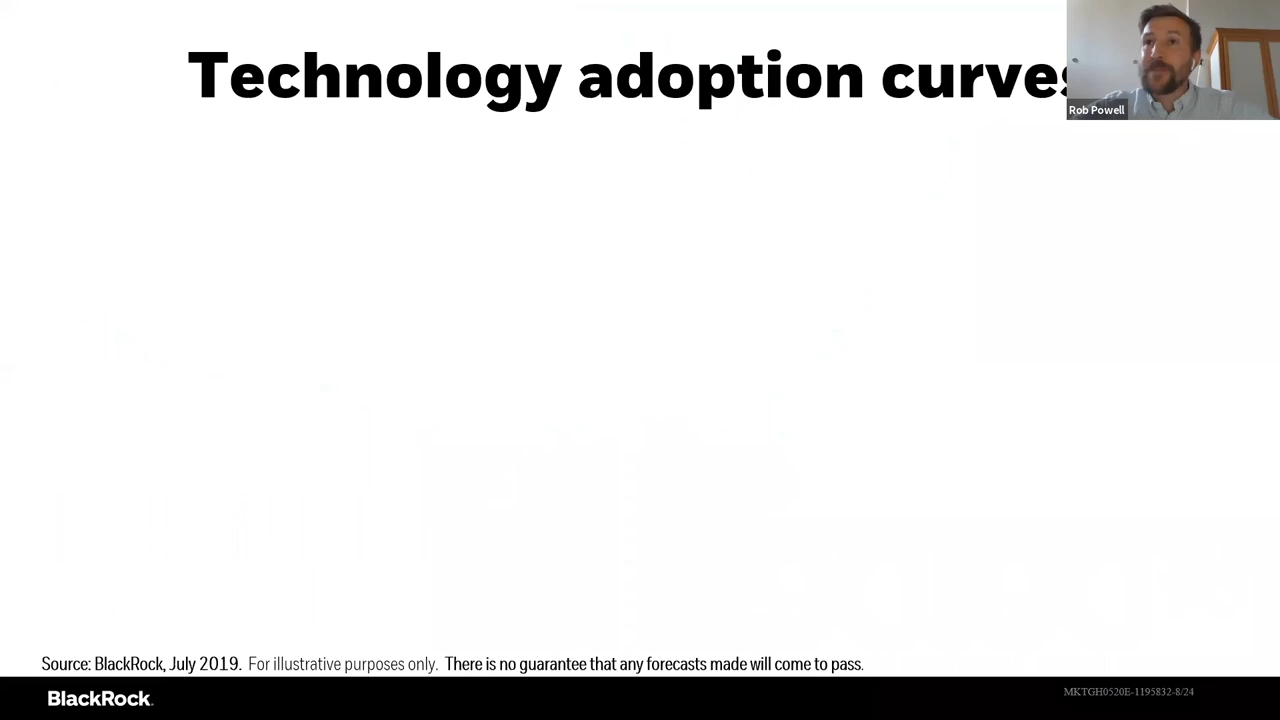 Technology adoption curves
Rob Powell
Source: BlackRock, July 2019. For illustrative purposes only. There is no guarantee that any forecasts made will come to pass.
BlackRock.
MKTGH0520E-1195832-8/24